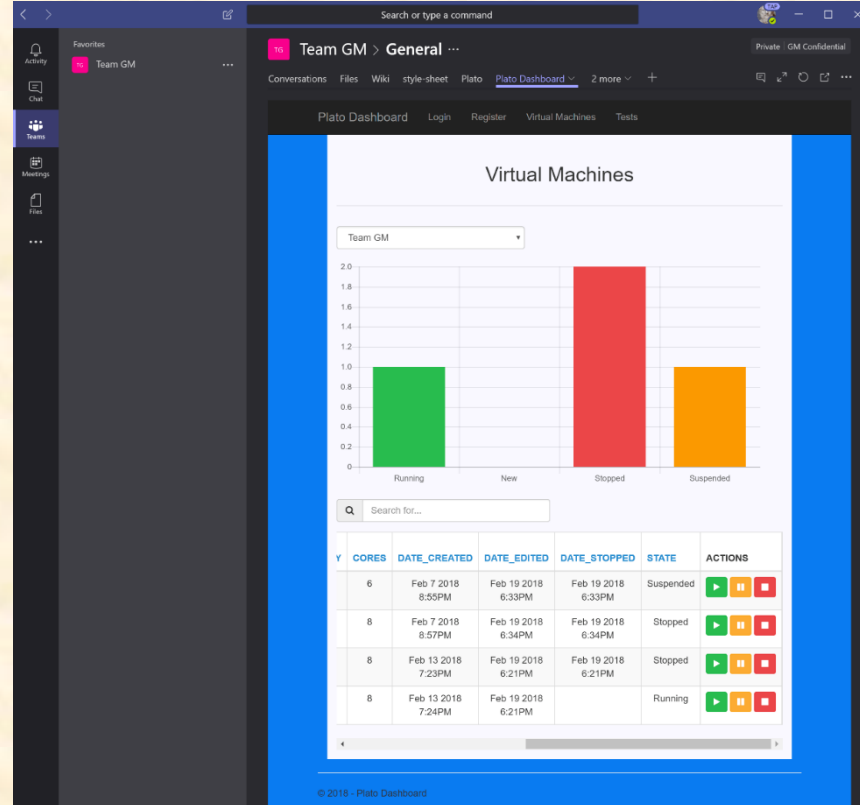 Search or type a command
TAP
Activity
Chat
Teams
Meetings
Files
Favorites
TG Team GM
TG Team GM > General
Private GM Confidential
Conversations Files Wiki style-sheet Plato Plato Dashboard 2 more
Plato Dashboard Login Register Virtual Machines Tests
Virtual Machines
Team GM
2.0
1.8
1.6
1.4
1.2
1.0
0.8
0.6
0.4
0.2
0
Running New Stopped Suspended
Search for...
Y CORES DATE_CREATED DATE_EDITED DATE_STOPPED STATE ACTIONS
6 Feb 7 2018 Feb 19 2018 Feb 19 2018 Suspended
8:55PM 6:33PM 6:33PM
8 Feb 7 2018 Feb 19 2018 Feb 19 2018 Stopped
8:57PM 6:34PM 6:34PM
8 Feb 13 2018 Feb 19 2018 Feb 19 2018 Stopped
7:23PM 6:21PM 6:21PM
8 Feb 13 2018 Feb 19 2018 Running
7:24PM 6:21PM
© 2018 - Plato Dashboard